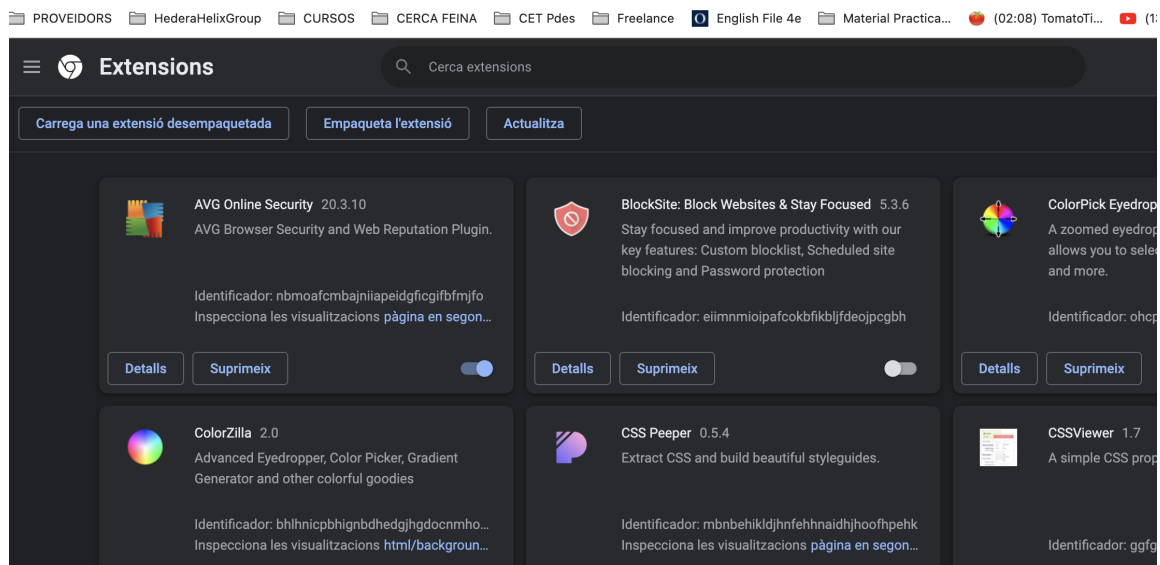 PROVEIDORS HederaHelixGroup CURSOS CERCA FEINA CET Pdes Freelance English File 4e Material Practica... (02:08) TomatoTi... (1
Extensions
Cerca extensions
Carrega una extensió desempaquetada Empaqueta l'extensió Actualitza
AVG Online Security 20.3.10
AVG Browser Security and Web Reputation Plugin.
Identificador: nbmoafcmbajniiapeidgficgifbfmjfo
Inspecciona les visualitzacions pàgina en segon...
Detalls Suprimeix
BlockSite: Block Websites & Stay Focused 5.3.6
Stay focused and improve productivity with our
key features: Custom blocklist, Scheduled site
blocking and Password protection
Identificador: eiimnmioipafcokbfikbljfdeojpcgbh
Detalls Suprimeix
ColorPick Eyedrop
A zoomed eyedrop
allows you to selec
and more.
Identificador: ohcp
Detalls Suprimeix
ColorZilla 2.0
Advanced Eyedropper, Color Picker, Gradient
Generator and other colorful goodies
Identificador: bhlhnicpbhignbdhedgjhgdocnmho...
Inspecciona les visualitzacions html/backgroun...
CSS Peeper 0.5.4
Extract CSS and build beautiful styleguides.
Identificador: mbnbehikldjhnfehhnaidhjhoofhpehk
Inspecciona les visualitzacions pàgina en segon...
CSSViewer 1.7
A simple CSS prop
Identificador: ggfg